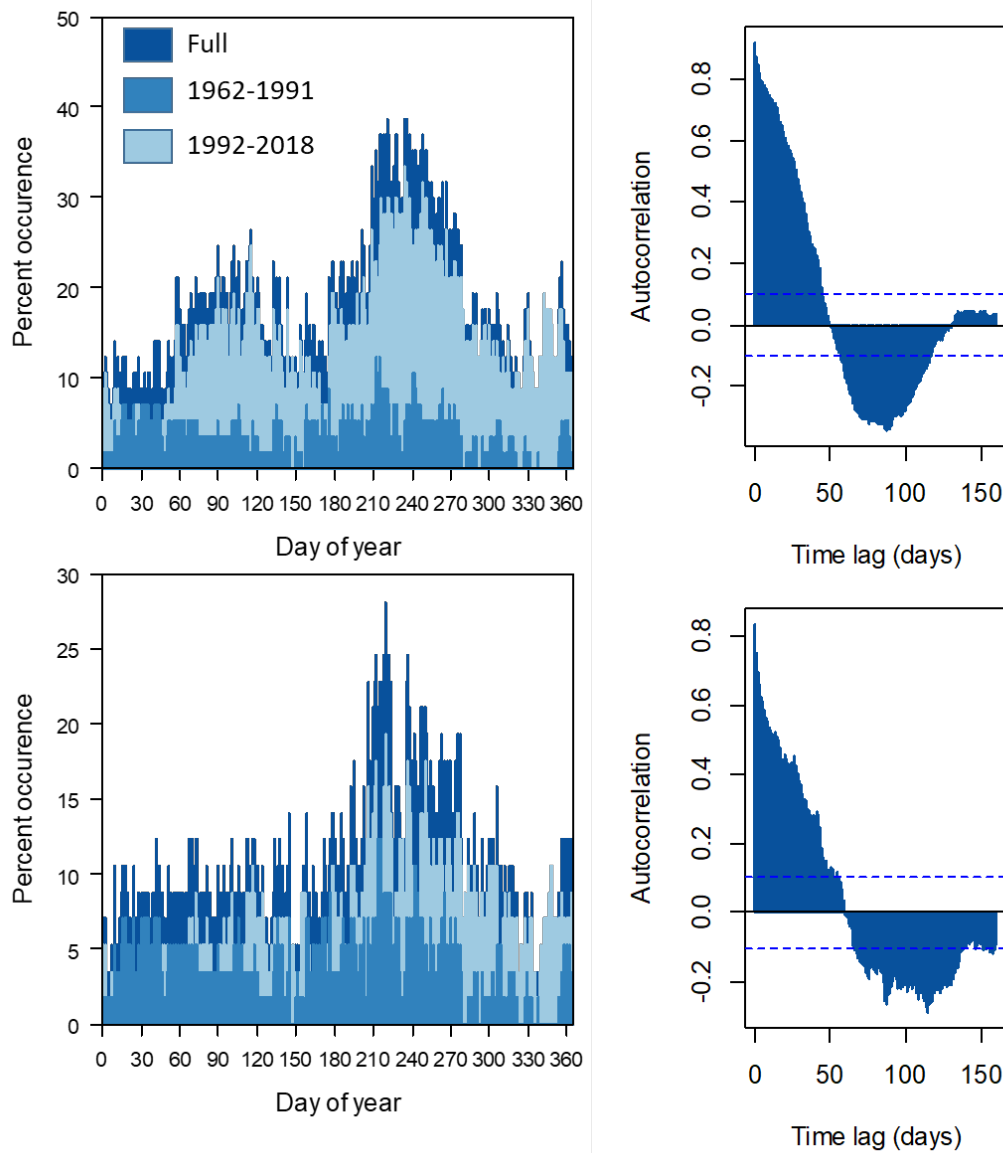 50
40
30
20
10
0
Percent occurence
Full
1962-1991
1992-2018
0 30 60 90 120 150 180 210 240 270 300 330 360
Day of year
0.8
0.6
0.4
0.2
0.0
-0.2
Autocorrelation
0 50 100 150
Time lag (days)
30
25
20
15
10
5
0
Percent occurence
0 30 60 90 120 150 180 210 240 270 300 330 360
Day of year
0.8
0.6
0.4
0.2
0.0
-0.2
Autocorrelation
0 50 100 150
Time lag (days)